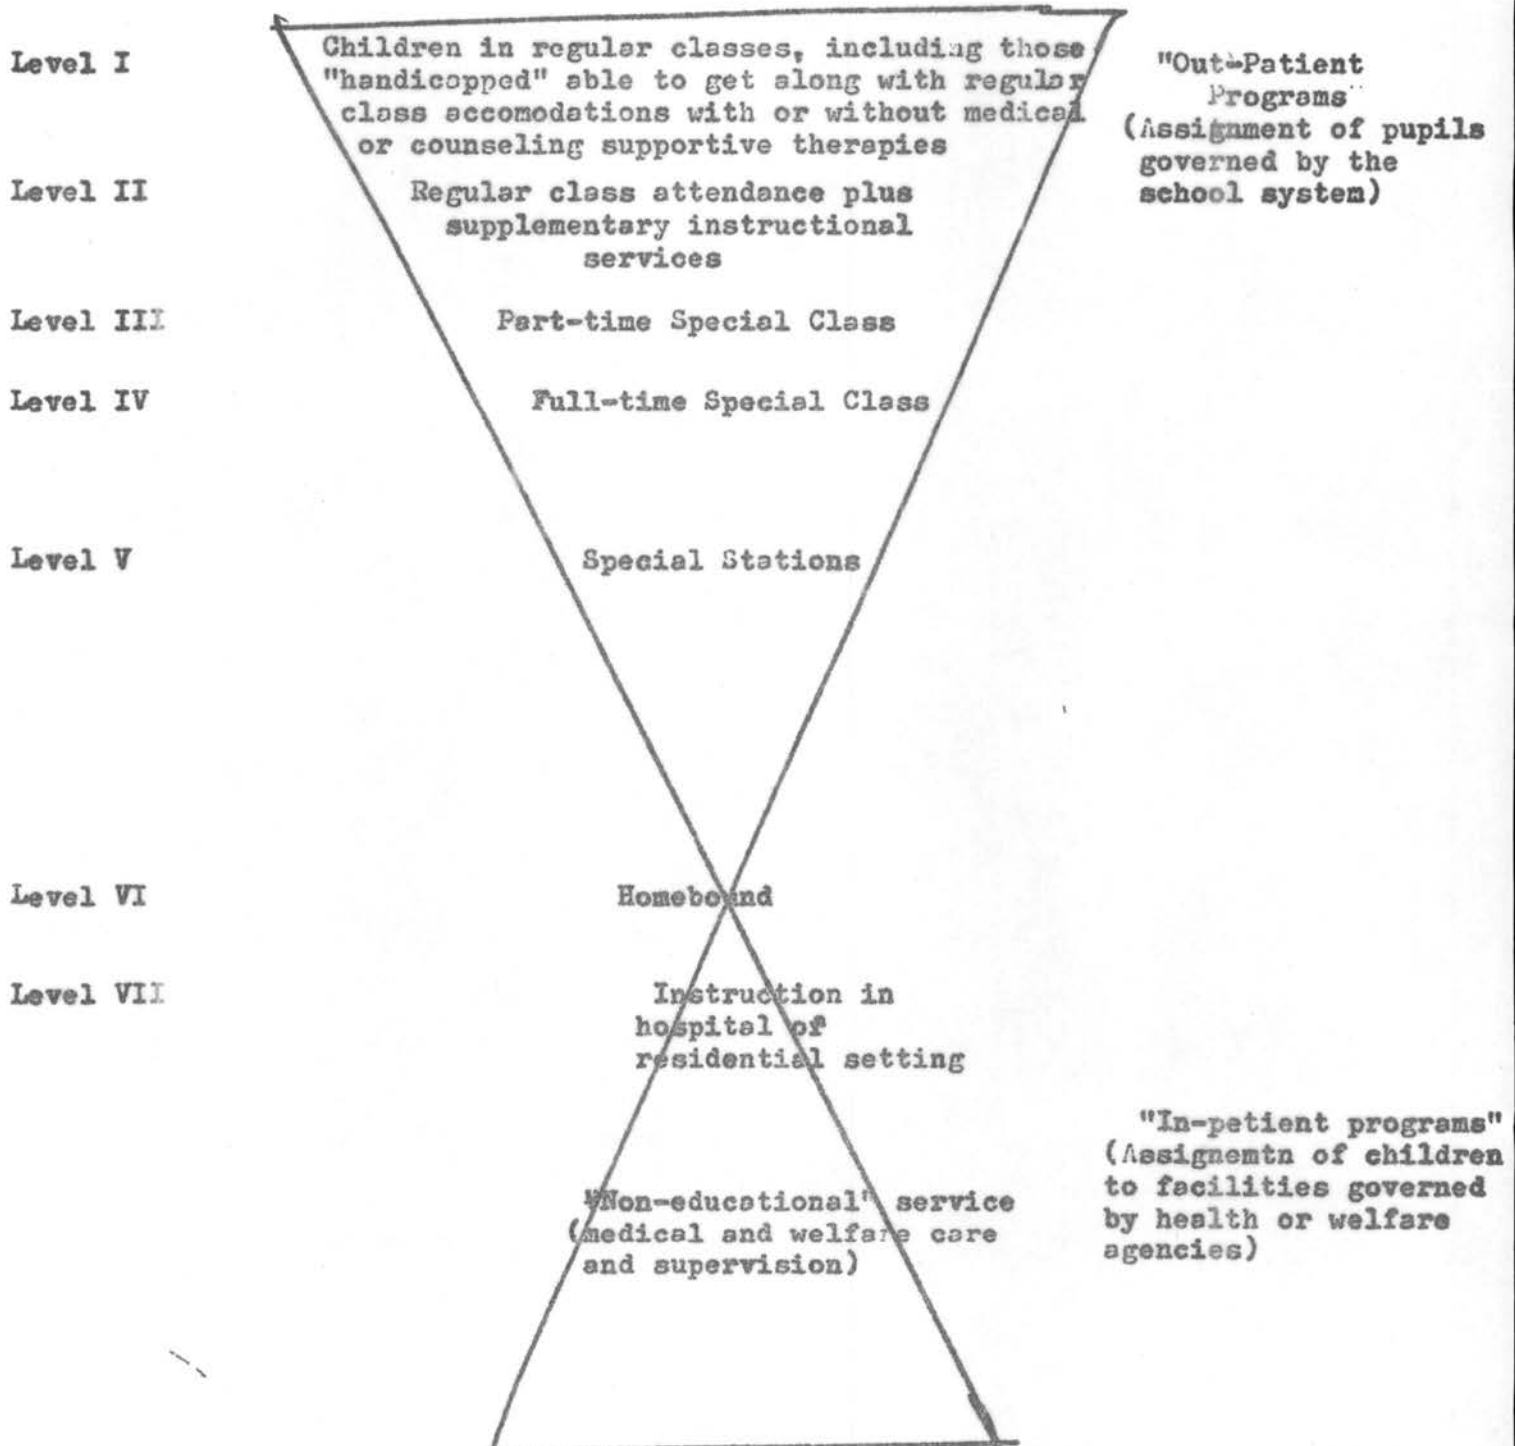 Level I
Children in regular classes, including those
"handicapped" able to get along with regular
class accomodations with or without medical
or counseling supportive therapies
"Out-Patient
Programs"
(Assignment of pupils
governed by the
school system)
Level II
Regular class attendance plus
supplementary instructional
services
Level III
Part-time Special Class
Level IV
Full-time Special Class
Level V
Special Stations
Level VI
Homebound
Level VII
Instruction in
hospital of
residential setting
"Non-educational" service
(medical and welfare care
and supervision)
"In-patient programs"
(Assignemtn of children
to facilities governed
by health or welfare
agencies)